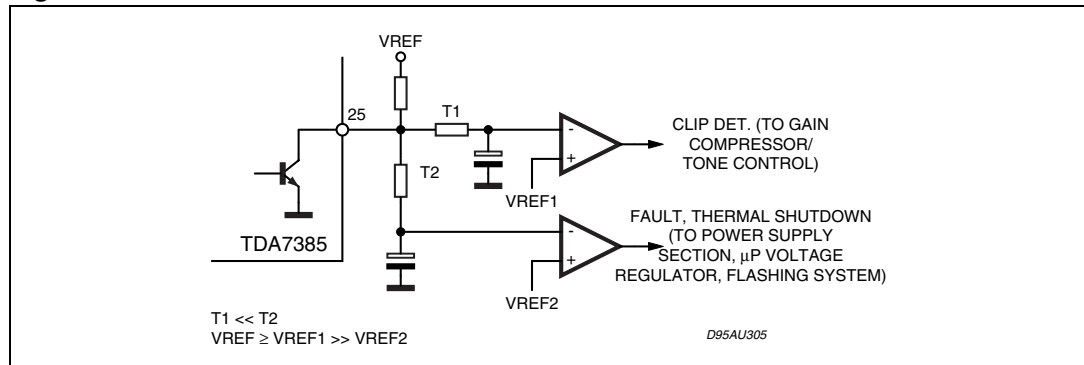 VREF
25
T1
T2
TDA7385
VREF1
VREF2
CLIP DET. (TO GAIN
COMPRESSOR/
TONE CONTROL)
FAULT, THERMAL SHUTDOWN
(TO POWER SUPPLY
SECTION, µP VOLTAGE
REGULATOR, FLASHING SYSTEM)
-
+
-
+
T1 << T2
VREF ≥ VREF1 >> VREF2
D95AU305